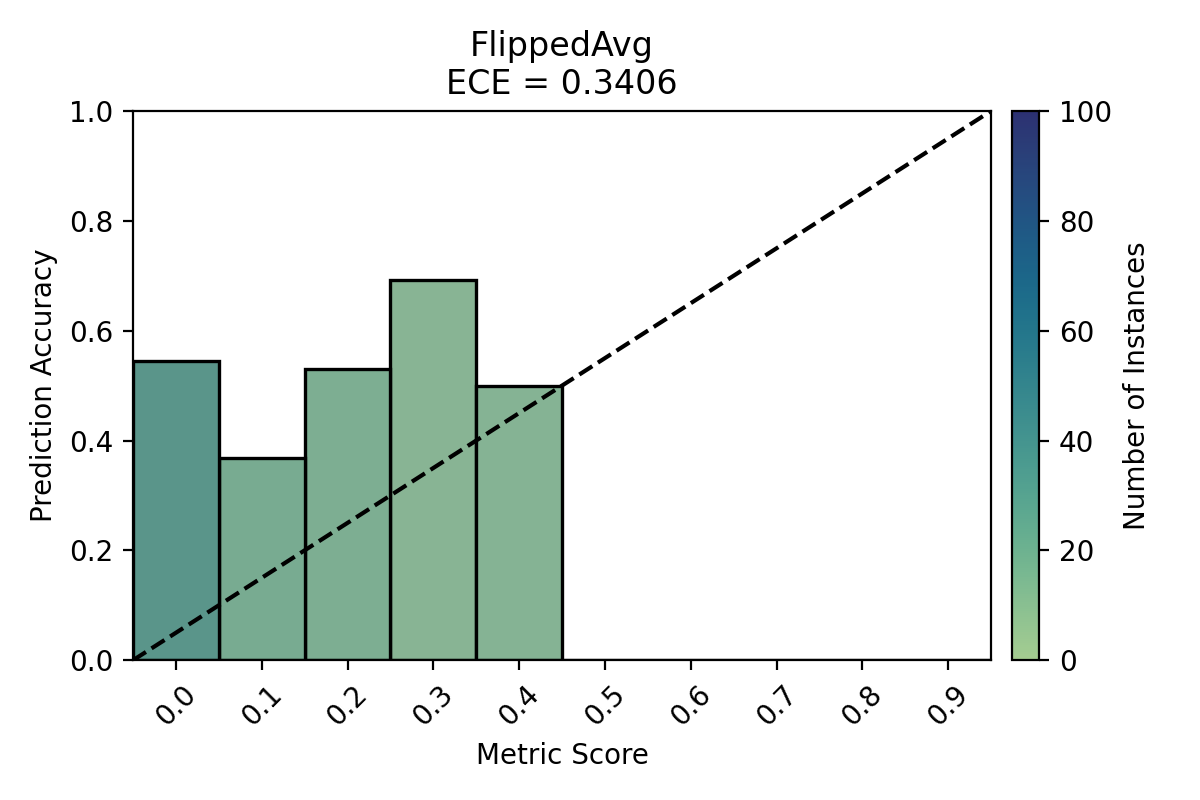 FlippedAvg
ECE = 0.3406
1.0
0.8
0.6
0.4
0.2
0.0
Prediction Accuracy
0.0 0.1 0.2 0.3 0.4 0.5 0.6 0.7 0.8 0.9
Metric Score
100
80
60
40
20
0
Number of Instances